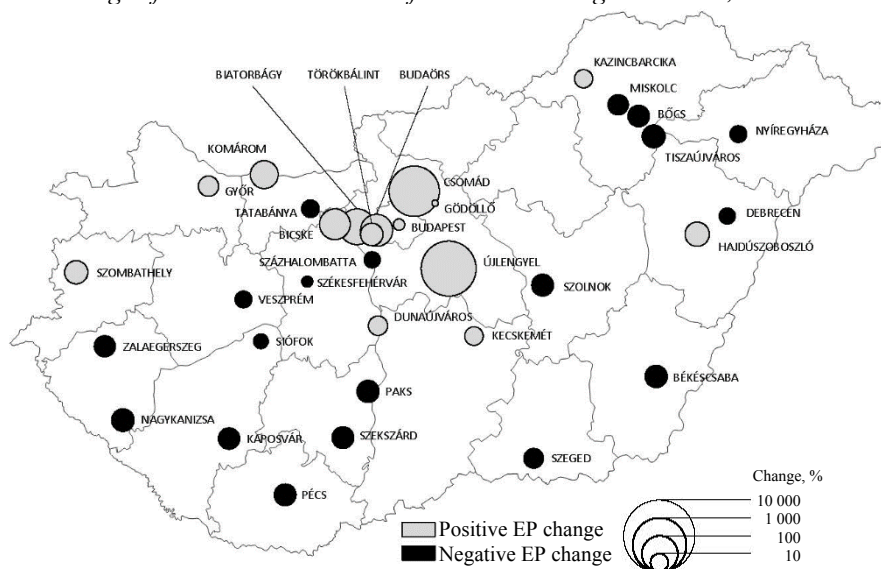 KAZINCBARCIKA
BIATORBÁGY TÖRÖKBÁLINT BUDAÖRS
MISKOLC
BŐCS
NYÍREGYHÁZA
TISZAÚJVÁROS
KOMÁROM
GYŐR
CSOMÁD
GÖDÖLLŐ
TATABÁNYA
DEBRECEN
BICSKE
BUDAPEST
HAJDÚSZOBOSZLÓ
SZÁZHALOMBATTA
ÚJLENGYEL
SZOMBATHELY
SZÉKESFEHÉRVÁR
SZOLNOK
VESZPRÉM
DUNAÚJVÁROS
KECSKEMÉT
ZALAEGERSZEG
SIÓFOK
BÉKÉSCSABA
PAKS
NAGYKANIZSA
KAPOSVÁR
SZEKSZÁRD
SZEGED
PÉCS
Change, %
10 000
1 000
100
10
Positive EP change
Negative EP change